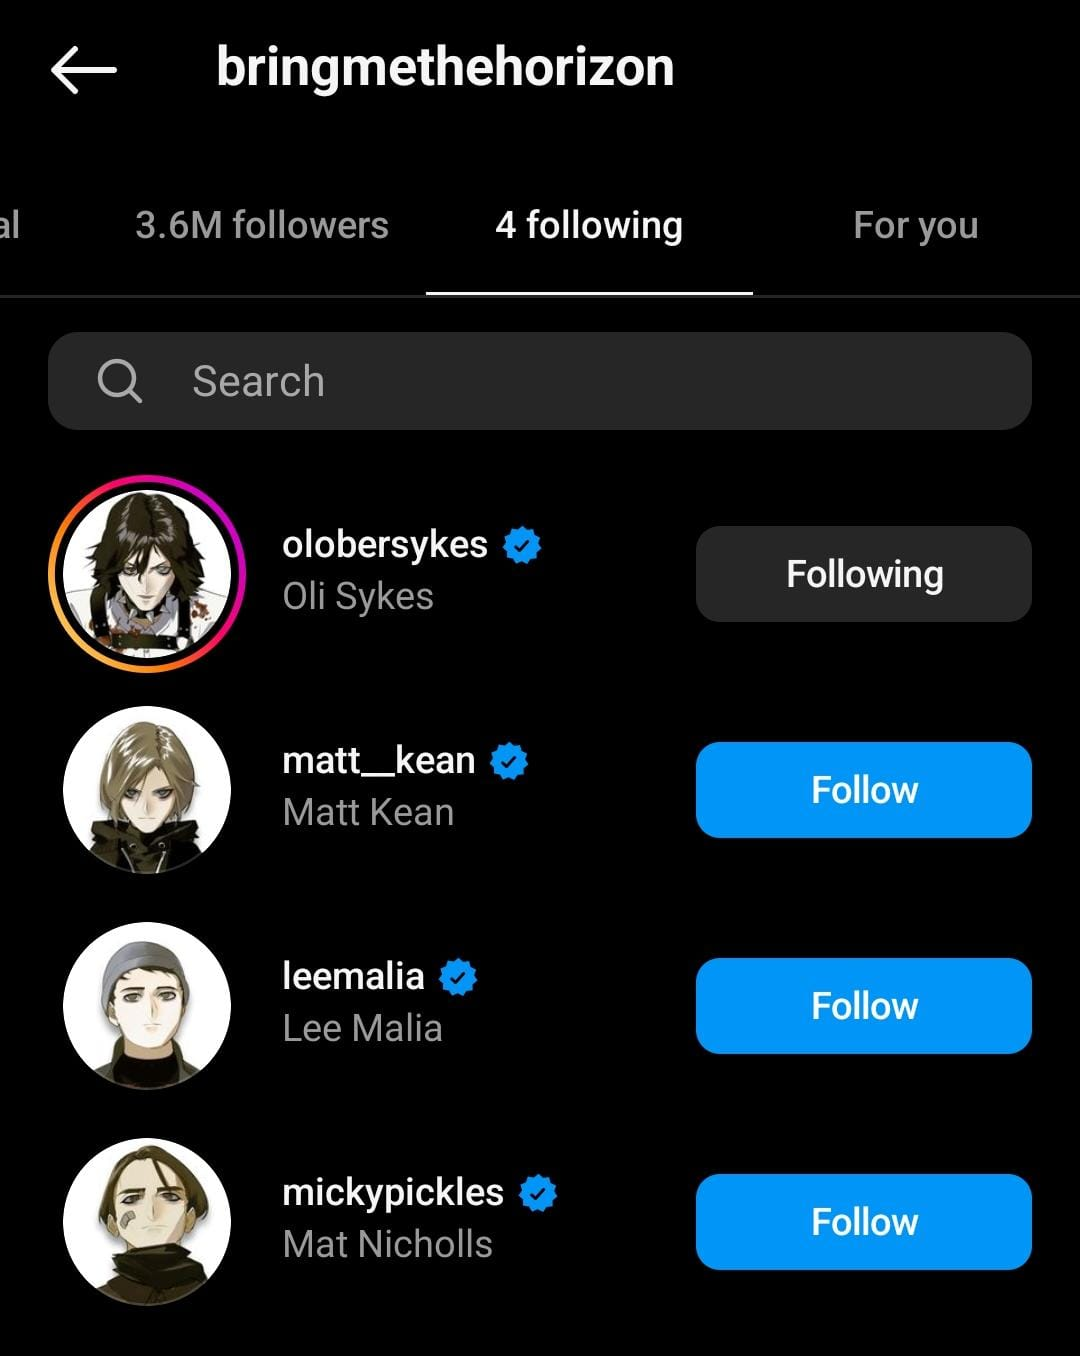 bringmethehorizon
al 3.6M followers 4 following For you
Search
olobersykes
Oli Sykes
Following
matt__kean
Matt Kean
Follow
leemalia
Lee Malia
Follow
mickypickles
Mat Nicholls
Follow